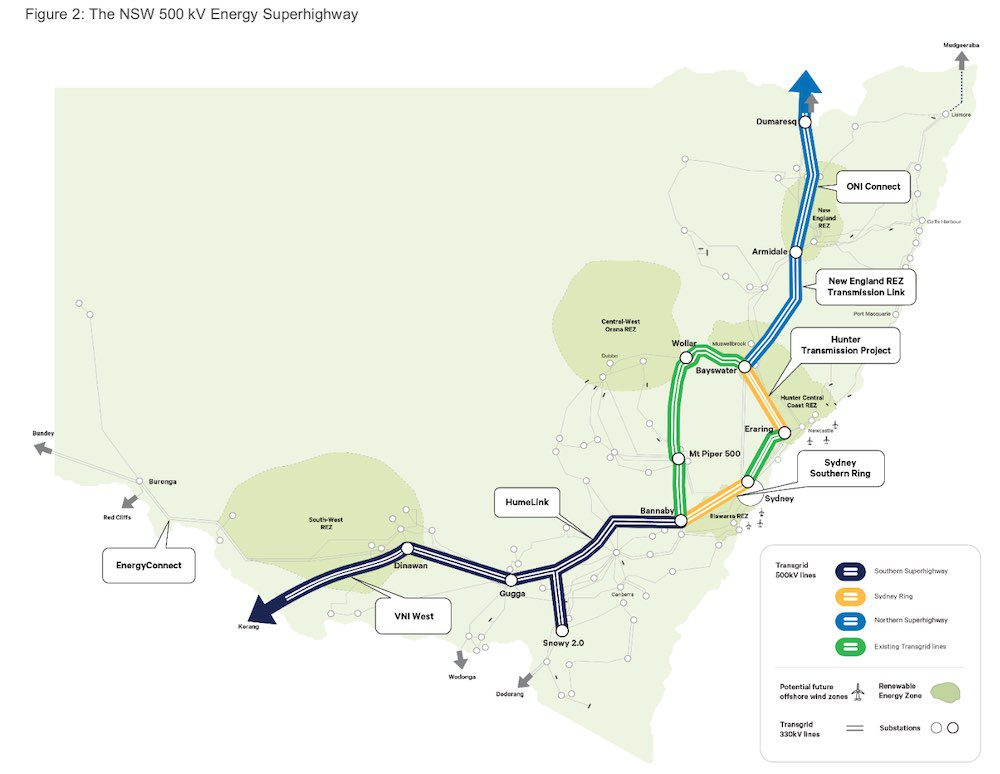 Figure 2: The NSW 500 kV Energy Superhighway
Mudgeeraba
Lismore
Dumaresq
ONI Connect
New
England
REZ
Coffs Harbour
Armidale
New England REZ
Transmission Link
Port Macquarie
Central-West
Orana REZ
Wollar
Muswellbrook
Hunter
Transmission Project
Dubbo
Bayswater
Hunter Central
Coast REZ
Eraring
Newcastle
Bundey
Mt Piper 500
Sydney
Southern Ring
Buronga
Sydney
Red Cliffs
HumeLink
Bannaby
Illawarra REZ
South-West
REZ
EnergyConnect
Dinawan
Gugga
Canberra
VNI West
Kerang
Snowy 2.0
Wodonga
Dederang
Transgrid
500kV lines
Southern Superhighway
Sydney Ring
Northern Superhighway
Existing Transgrid lines
Potential future
offshore wind zones
Renewable
Energy Zone
Transgrid
330kV lines
Substations